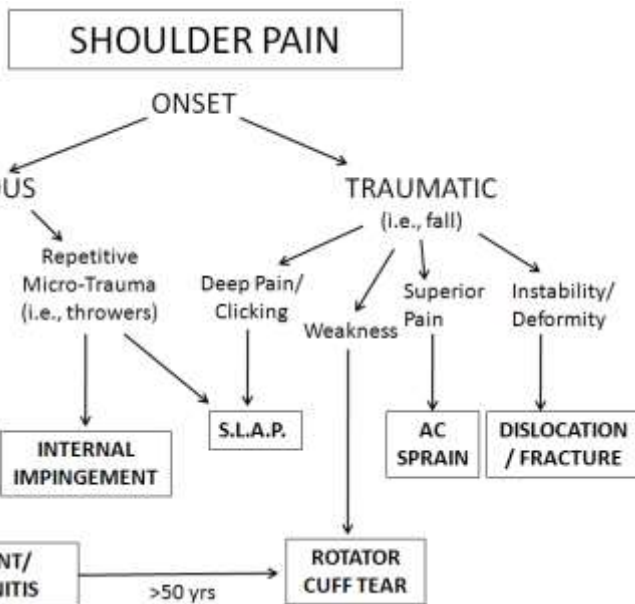 SHOULDER PAIN
ONSET
OUS
TRAUMATIC
(i.e., fall)
Repetitive
Micro-Trauma
(i.e., throwers)
Deep Pain/
Clicking
Weakness
Superior
Pain
Instability/
Deformity
INTERNAL
IMPINGEMENT
S.L.A.P.
AC
SPRAIN
DISLOCATION
/ FRACTURE
NT/
NITIS
>50 yrs
ROTATOR
CUFF TEAR